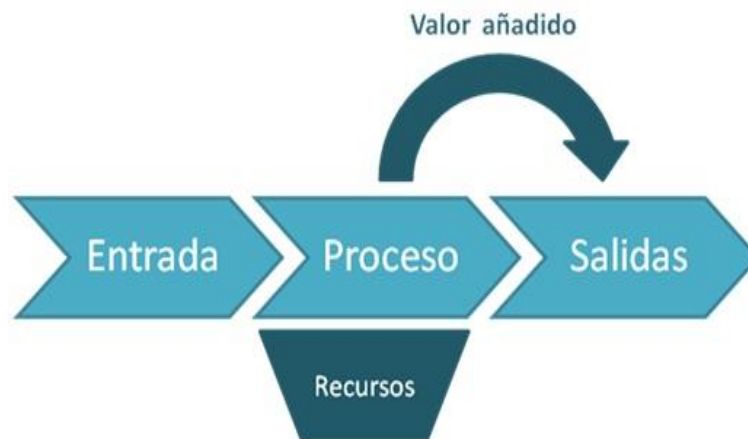 Valor añadido
Entrada
Proceso
Salidas
Recursos